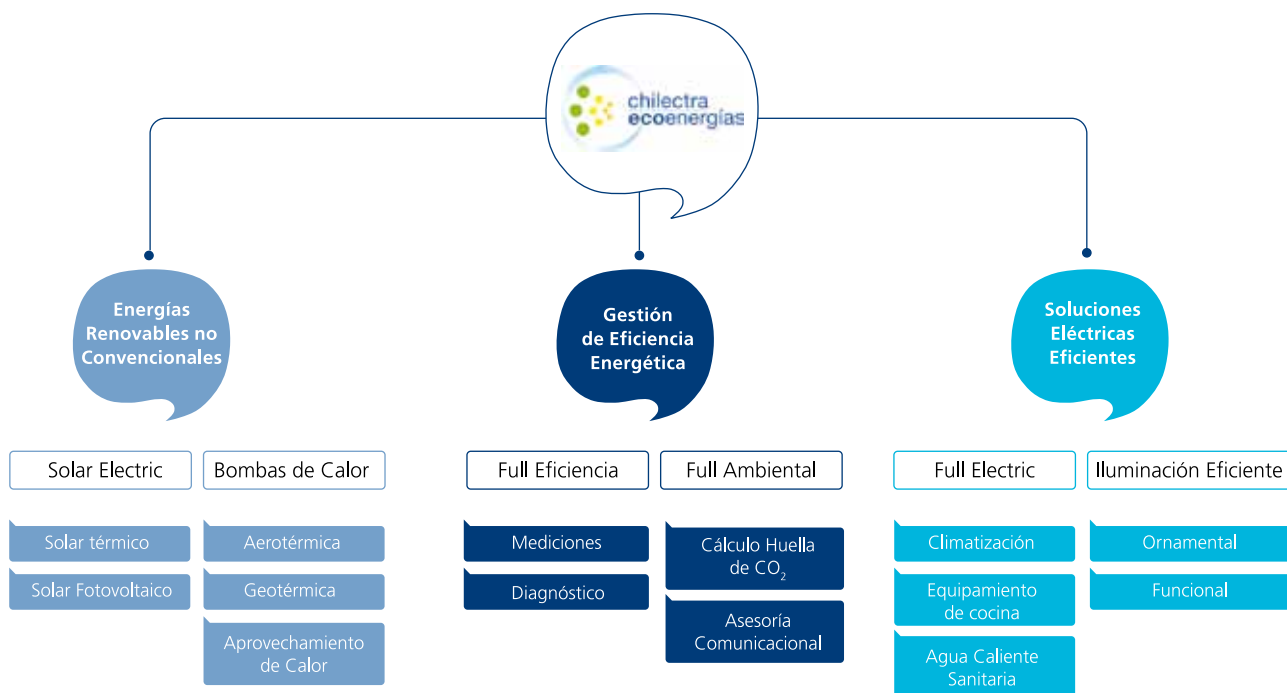 chilectra
ecoenergías
Energías
Renovables no
Convencionales
Gestión
de Eficiencia
Energética
Soluciones
Eléctricas
Eficientes
Solar Electric
Bombas de Calor
Full Eficiencia
Full Ambiental
Full Electric
Iluminación Eficiente
Solar térmico
Solar Fotovoltaico
Aerotérmica
Geotérmica
Aprovechamiento
de Calor
Mediciones
Diagnóstico
Cálculo Huella
de CO₂
Asesoría
Comunicacional
Climatización
Equipamiento
de cocina
Agua Caliente
Sanitaria
Ornamental
Funcional